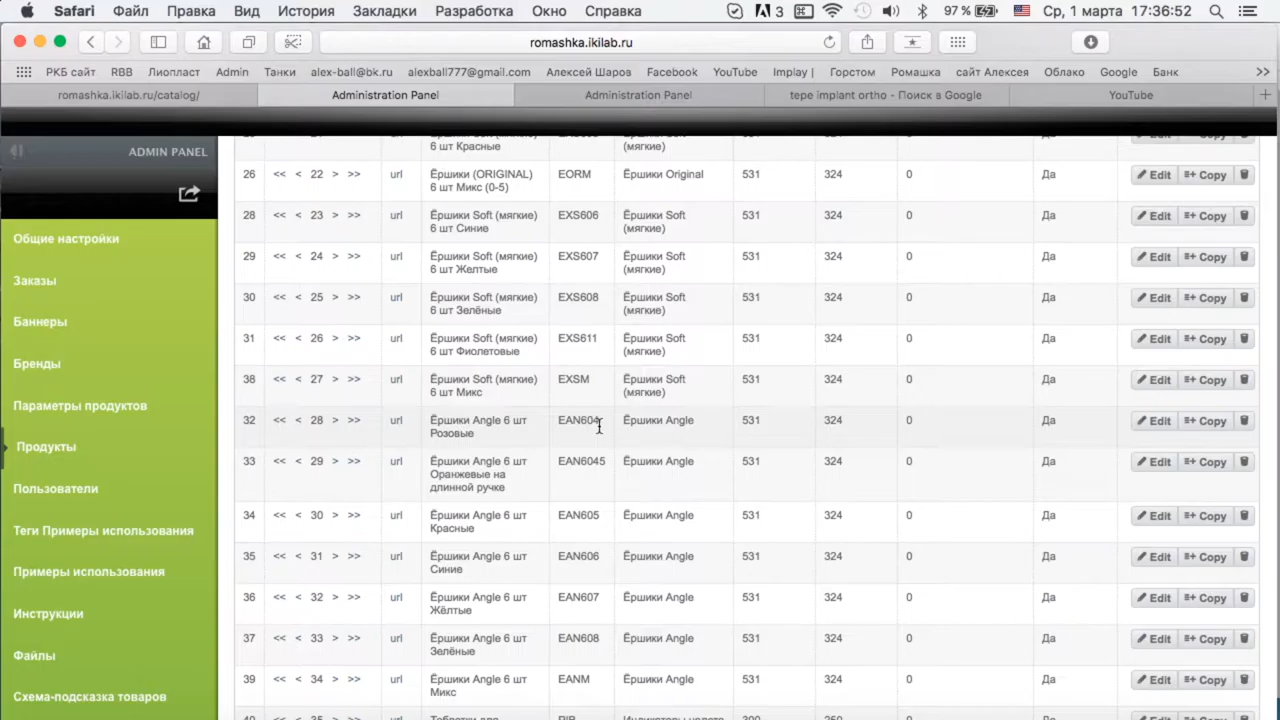 Safari Файл Правка Вид История Закладки Разработка Окно Справка 3 97 % Ср, 1 марта 17:36:52
romashka.ikilab.ru
РКБ сайт RBB Лиопласт Admin Танки alex-ball@bk.ru alexball777@gmail.com Алексей Шаров Facebook YouTube Implay | Горстом Ромашка сайт Алексея Облако Google Банк >>
romashka.ikilab.ru/catalog/ Administration Panel Administration Panel tepe implant ortho - Поиск в Google YouTube +
ADMIN PANEL
Общие настройки
Заказы
Баннеры
Бренды
Параметры продуктов
Продукты
Пользователи
Теги Примеры использования
Примеры использования
Инструкции
Файлы
Схема-подсказка товаров
6 шт Красные (мягкие)
26 << < 22 > >> url Ёршики (ORIGINAL) EORM Ёршики Original 531 324 0 Да Edit Copy
6 шт Микс (0-5)
28 << < 23 > >> url Ёршики Soft (мягкие) EXS606 Ёршики Soft 531 324 0 Да Edit Copy
6 шт Синие (мягкие)
29 << < 24 > >> url Ёршики Soft (мягкие) EXS607 Ёршики Soft 531 324 0 Да Edit Copy
6 шт Желтые (мягкие)
30 << < 25 > >> url Ёршики Soft (мягкие) EXS608 Ёршики Soft 531 324 0 Да Edit Copy
6 шт Зелёные (мягкие)
31 << < 26 > >> url Ёршики Soft (мягкие) EXS611 Ёршики Soft 531 324 0 Да Edit Copy
6 шт Фиолетовые (мягкие)
38 << < 27 > >> url Ёршики Soft (мягкие) EXSM Ёршики Soft 531 324 0 Да Edit Copy
6 шт Микс (мягкие)
32 << < 28 > >> url Ёршики Angle 6 шт EAN604 Ёршики Angle 531 324 0 Да Edit Copy
Розовые
33 << < 29 > >> url Ёршики Angle 6 шт EAN6045 Ёршики Angle 531 324 0 Да Edit Copy
Оранжевые на
длинной ручке
34 << < 30 > >> url Ёршики Angle 6 шт EAN605 Ёршики Angle 531 324 0 Да Edit Copy
Красные
35 << < 31 > >> url Ёршики Angle 6 шт EAN606 Ёршики Angle 531 324 0 Да Edit Copy
Синие
36 << < 32 > >> url Ёршики Angle 6 шт EAN607 Ёршики Angle 531 324 0 Да Edit Copy
Жёлтые
37 << < 33 > >> url Ёршики Angle 6 шт EAN608 Ёршики Angle 531 324 0 Да Edit Copy
Зелёные
39 << < 34 > >> url Ёршики Angle 6 шт EANM Ёршики Angle 531 324 0 Да Edit Copy
Микс